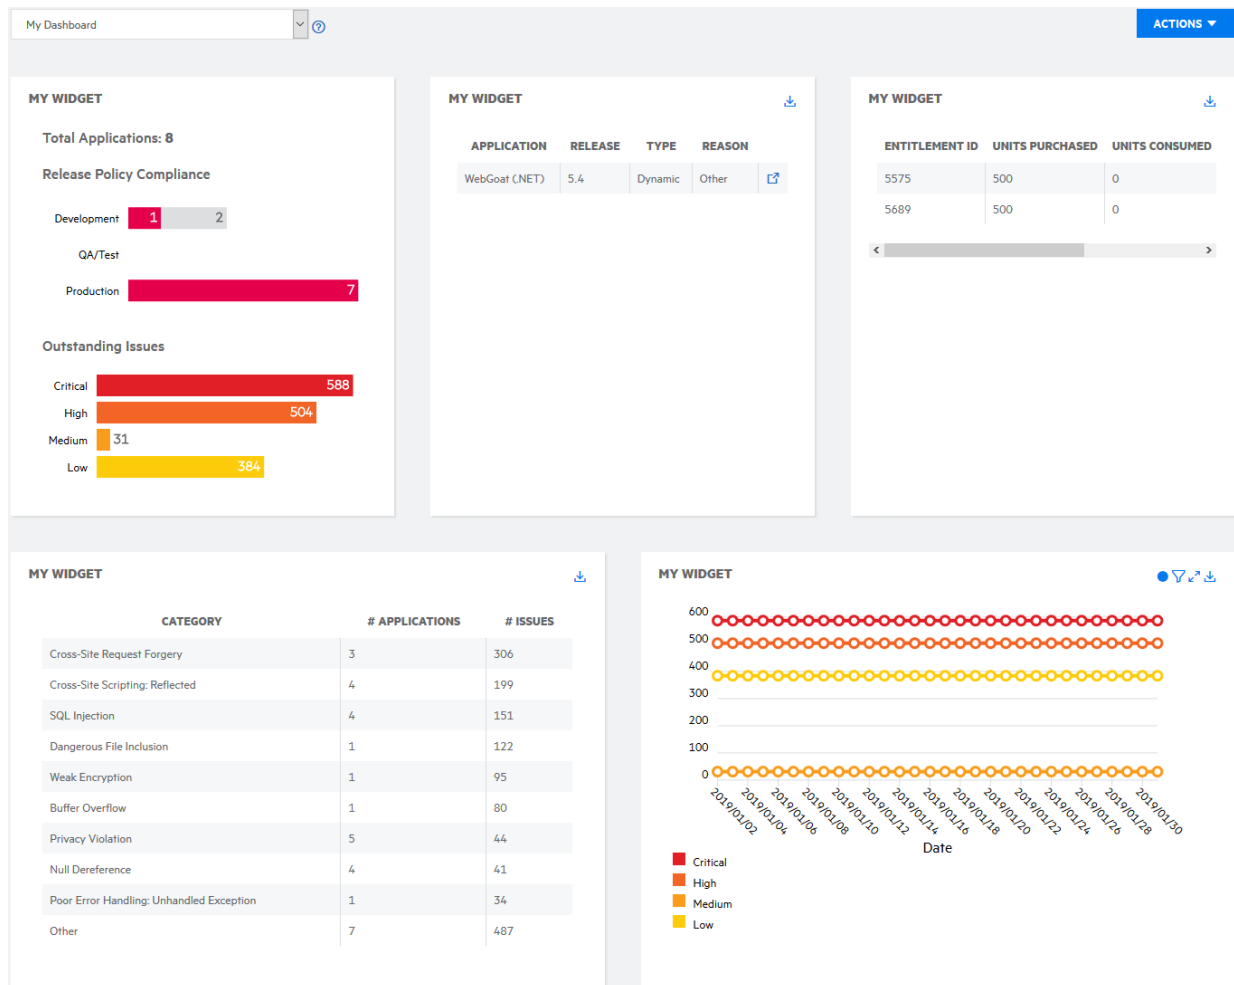 My Dashboard
ACTIONS
MY WIDGET
Total Applications: 8
Release Policy Compliance
Development 1 2
QA/Test
Production 7
Outstanding Issues
Critical 588
High 504
Medium 31
Low 384
MY WIDGET
APPLICATION RELEASE TYPE REASON
WebGoat (.NET) 5.4 Dynamic Other
MY WIDGET
ENTITLEMENT ID UNITS PURCHASED UNITS CONSUMED
5575 500 0
5689 500 0
MY WIDGET
CATEGORY # APPLICATIONS # ISSUES
Cross-Site Request Forgery 3 306
Cross-Site Scripting: Reflected 4 199
SQL Injection 4 151
Dangerous File Inclusion 1 122
Weak Encryption 1 95
Buffer Overflow 1 80
Privacy Violation 5 44
Null Dereference 4 41
Poor Error Handling: Unhandled Exception 1 34
Other 7 487
MY WIDGET
600
500
400
300
200
100
0
2019/01/02 2019/01/04 2019/01/06 2019/01/08 2019/01/10 2019/01/12 2019/01/14 2019/01/16 2019/01/18 2019/01/20 2019/01/22 2019/01/24 2019/01/26 2019/01/28 2019/01/30
Date
Critical
High
Medium
Low